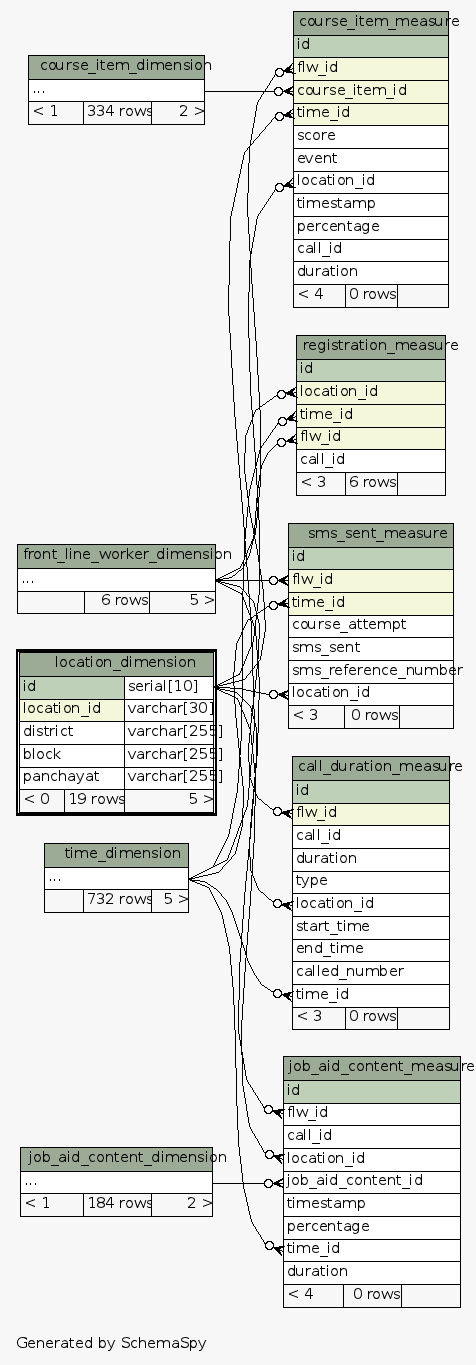 course_item_measure
id
flw_id
course_item_id
time_id
score
event
location_id
timestamp
percentage
call_id
duration
< 4 0 rows
course_item_dimension
...
< 1 334 rows 2 >
registration_measure
id
location_id
time_id
flw_id
call_id
< 3 6 rows
sms_sent_measure
id
flw_id
time_id
course_attempt
sms_sent
sms_reference_number
location_id
< 3 0 rows
front_line_worker_dimension
...
6 rows 5 >
location_dimension
id serial[10]
location_id varchar[30]
district varchar[255]
block varchar[255]
panchayat varchar[255]
< 0 19 rows 5 >
call_duration_measure
id
flw_id
call_id
duration
type
location_id
start_time
end_time
called_number
time_id
< 3 0 rows
time_dimension
...
732 rows 5 >
job_aid_content_measure
id
flw_id
call_id
location_id
job_aid_content_id
timestamp
percentage
time_id
duration
< 4 0 rows
job_aid_content_dimension
...
< 1 184 rows 2 >
Generated by SchemaSpy